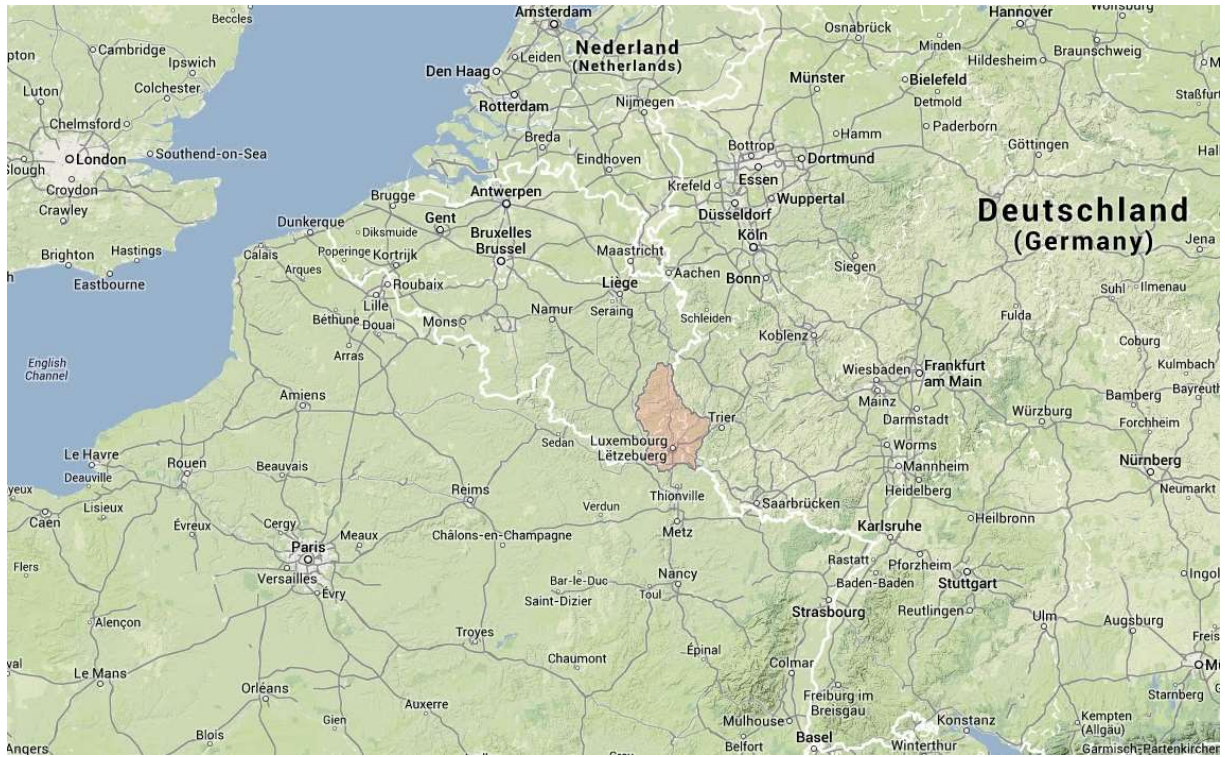 Beccles
Amsterdam
Osnabrück
Hannover
Cambridge
Ipswich
Leiden
Nederland
(Netherlands)
Minden
Braunschweig
Den Haag
Hildesheim
Luton
Colchester
Rotterdam
Nijmegen
Münster
Bielefeld
Detmold
Chelmsford
Breda
Hamm
Paderborn
London
Southend-on-Sea
Eindhoven
Bottrop
Dortmund
Göttingen
Slough
Essen
Croydon
Krefeld
Wuppertal
Crawley
Brugge
Antwerpen
Düsseldorf
Deutschland
(Germany)
Dunkerque
Diksmuide
Gent
Bruxelles
Brussel
Köln
Jena
Brighton
Hastings
Calais
Poperinge
Kortrijk
Maastricht
Aachen
Siegen
Eastbourne
Arques
Roubaix
Liège
Bonn
Suhl
Ilmenau
Lille
Namur
Seraing
Schleiden
Fulda
Béthune
Douai
Mons
Koblenz
Coburg
Arras
English
Channel
Wiesbaden
Frankfurt
am Main
Kulmbach
Amiens
Mainz
Bamberg
Darmstadt
Würzburg
Forchheim
Trier
Sedan
Luxembourg
Lëtzebuerg
Worms
Le Havre
Rouen
Beauvais
Mannheim
Nürnberg
Deauville
Reims
Thionville
Saarbrücken
Heidelberg
Neumarkt
Caen
Lisieux
Verdun
Évreux
Cergy
Meaux
Châlons-en-Champagne
Metz
Karlsruhe
Heilbronn
Paris
Rastatt
Pforzheim
Flers
Versailles
Bar-le-Duc
Nancy
Baden-Baden
Stuttgart
Évry
Saint-Dizier
Toul
Strasbourg
Reutlingen
Alençon
Ulm
Augsburg
Troyes
Chaumont
Épinal
Colmar
Le Mans
Orléans
Auxerre
Freiburg im
Breisgau
Starnberg
Gien
Mulhouse
Konstanz
Kempten
(Allgäu)
Blois
Angers
Belfort
Basel
Winterthur
Garmisch-Partenkirchen